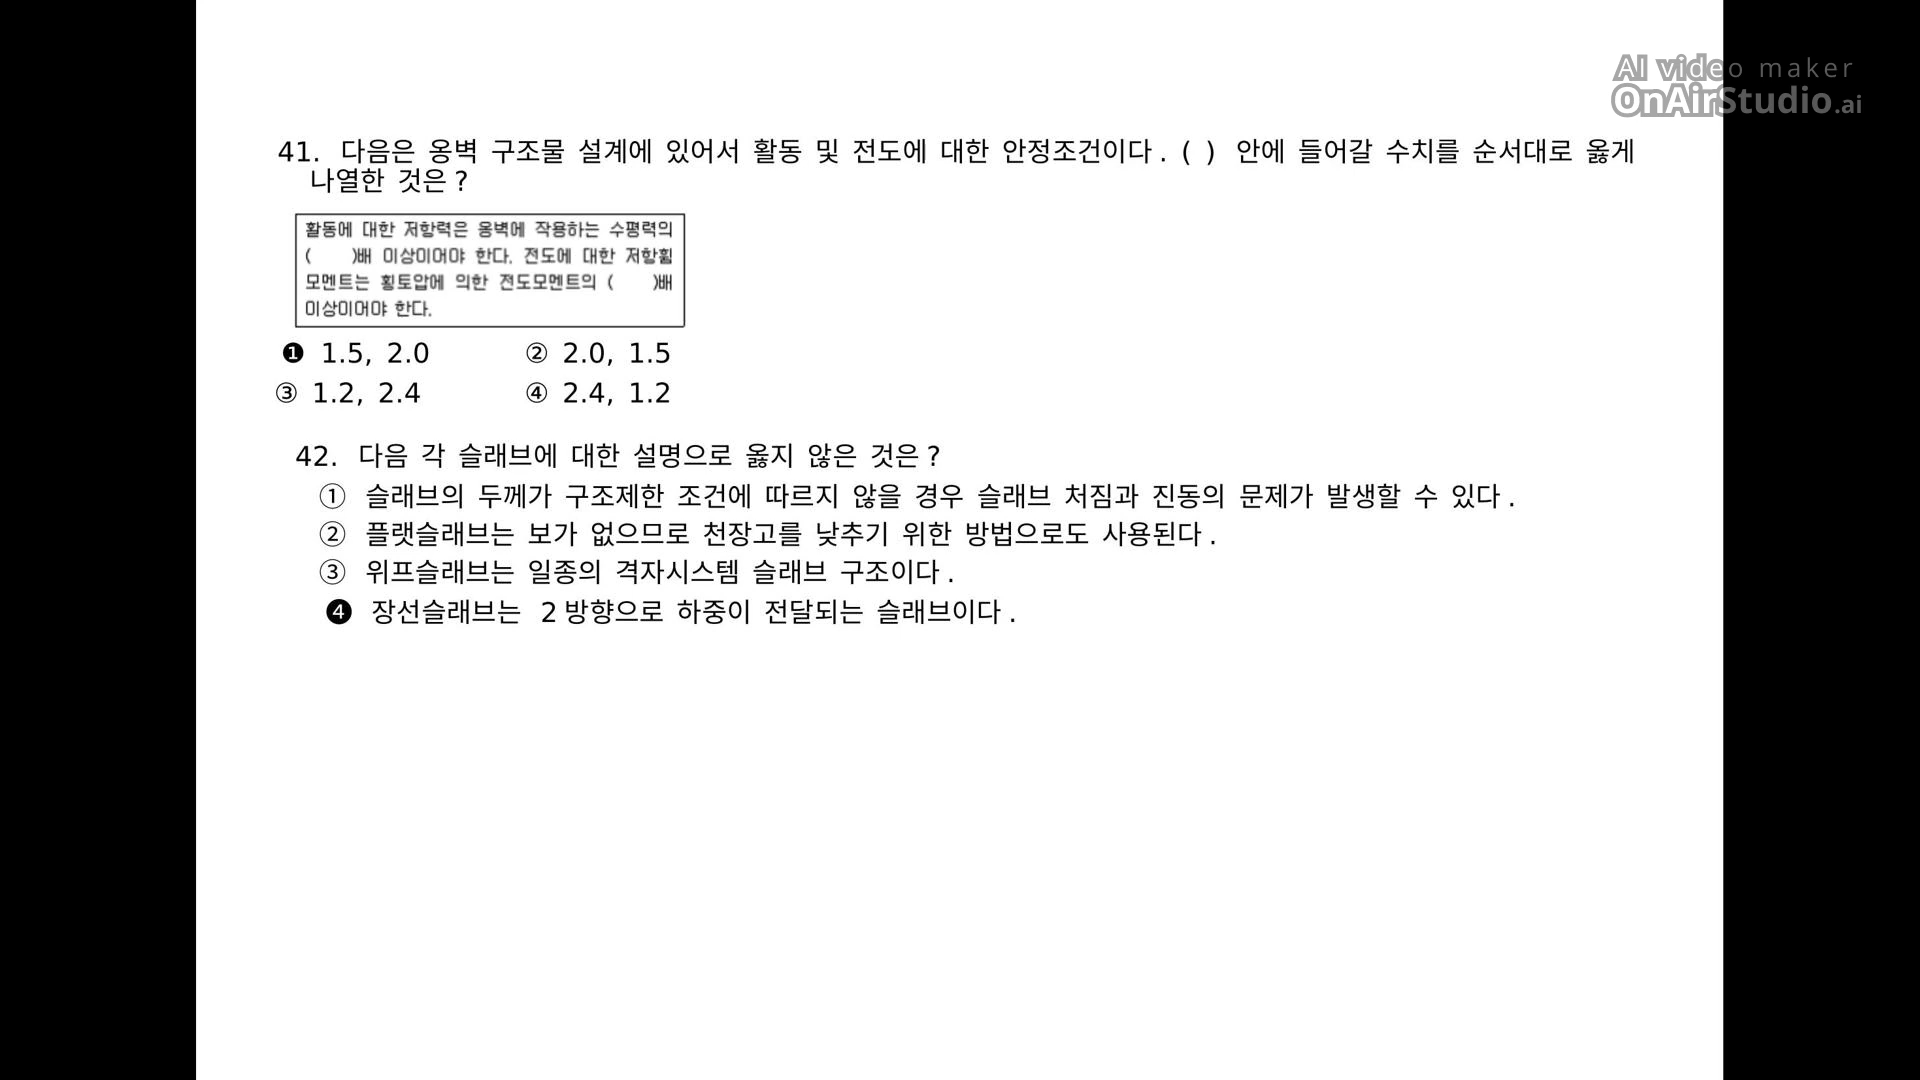 AI video maker
OnAirStudio.ai
41. 다음은 옹벽 구조물 설계에 있어서 활동 및 전도에 대한 안정조건이다. ( ) 안에 들어갈 수치를 순서대로 옳게
나열한 것은?
활동에 대한 저항력은 옹벽에 작용하는 수평력의
( )배 이상이어야 한다. 전도에 대한 저항휨
모멘트는 횡토압에 의한 전도모멘트의 ( )배
이상이어야 한다.
❶ 1.5, 2.0 ② 2.0, 1.5
③ 1.2, 2.4 ④ 2.4, 1.2
42. 다음 각 슬래브에 대한 설명으로 옳지 않은 것은?
① 슬래브의 두께가 구조제한 조건에 따르지 않을 경우 슬래브 처짐과 진동의 문제가 발생할 수 있다.
② 플랫슬래브는 보가 없으므로 천장고를 낮추기 위한 방법으로도 사용된다.
③ 위프슬래브는 일종의 격자시스템 슬래브 구조이다.
❹ 장선슬래브는 2방향으로 하중이 전달되는 슬래브이다.